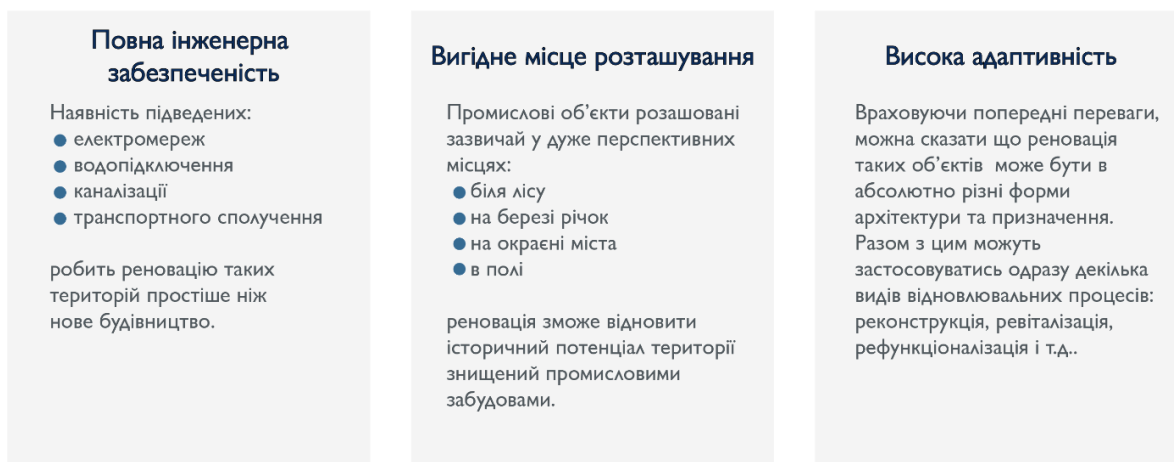 Повна інженерна
забезпеченість
Наявність підведених:
електромереж
водопідключення
каналізації
транспортного сполучення
робить реновацію таких
територій простіше ніж
нове будівництво.
Вигідне місце розташування
Промислові об'єкти розашовані
зазвичай у дуже перспективних
місцях:
біля лісу
на березі річок
на окраєні міста
в полі
реновація зможе відновити
історичний потенціал території
знищений промисловими
забудовами.
Висока адаптивність
Враховуючи попередні переваги,
можна сказати що реновація
таких об'єктів може бути в
абсолютно різні форми
архітектури та призначення.
Разом з цим можуть
застосовуватись одразу декілька
видів відновлювальних процесів:
реконструкція, ревіталізація,
рефункціоналізація і т.д..